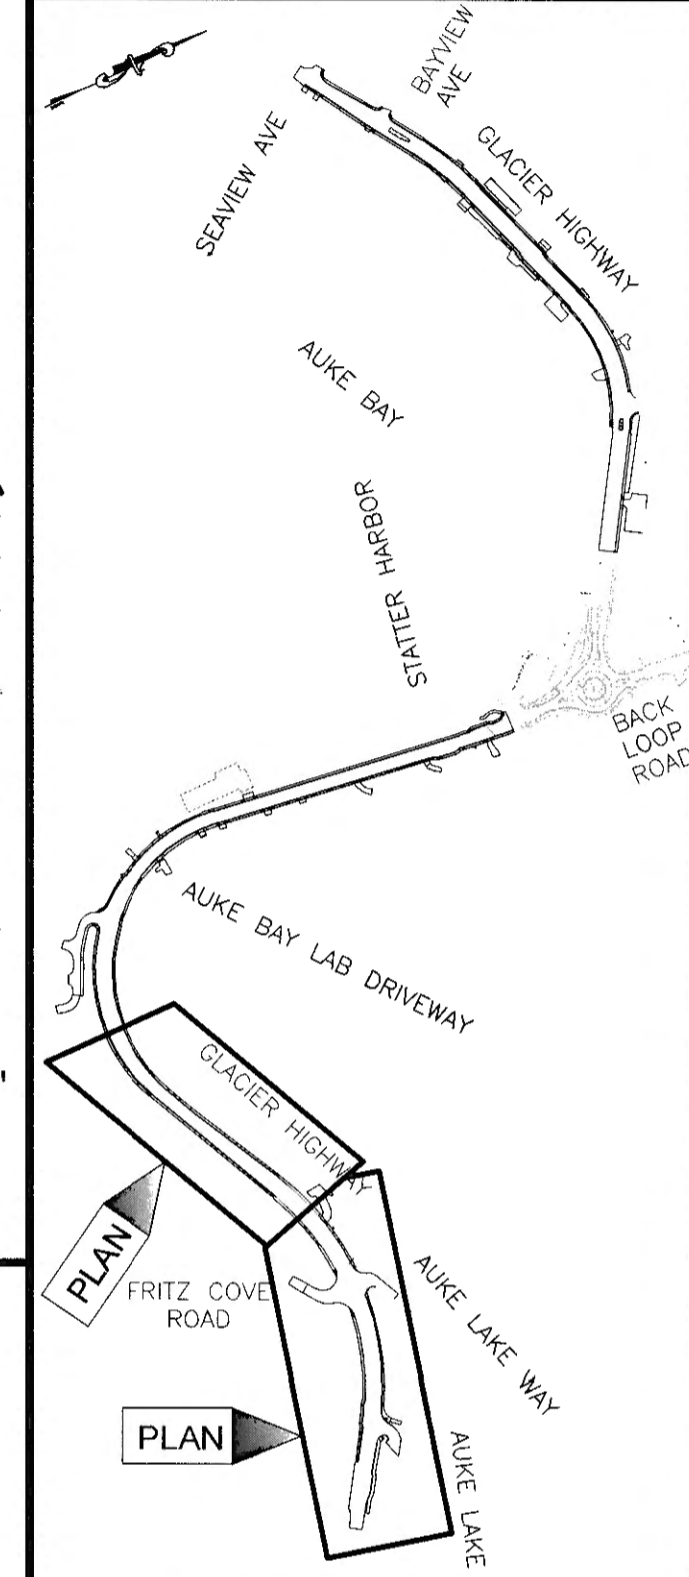 BAYVIEW
AVE
SEAVIEW AVE
GLACIER HIGHWAY
AUKE BAY
STATTER HARBOR
BACK
LOOP
ROAD
AUKE BAY LAB DRIVEWAY
GLACIER HIGHWAY
PLAN
FRITZ COVE
ROAD
AUKE LAKE WAY
PLAN
AUKE LAKE